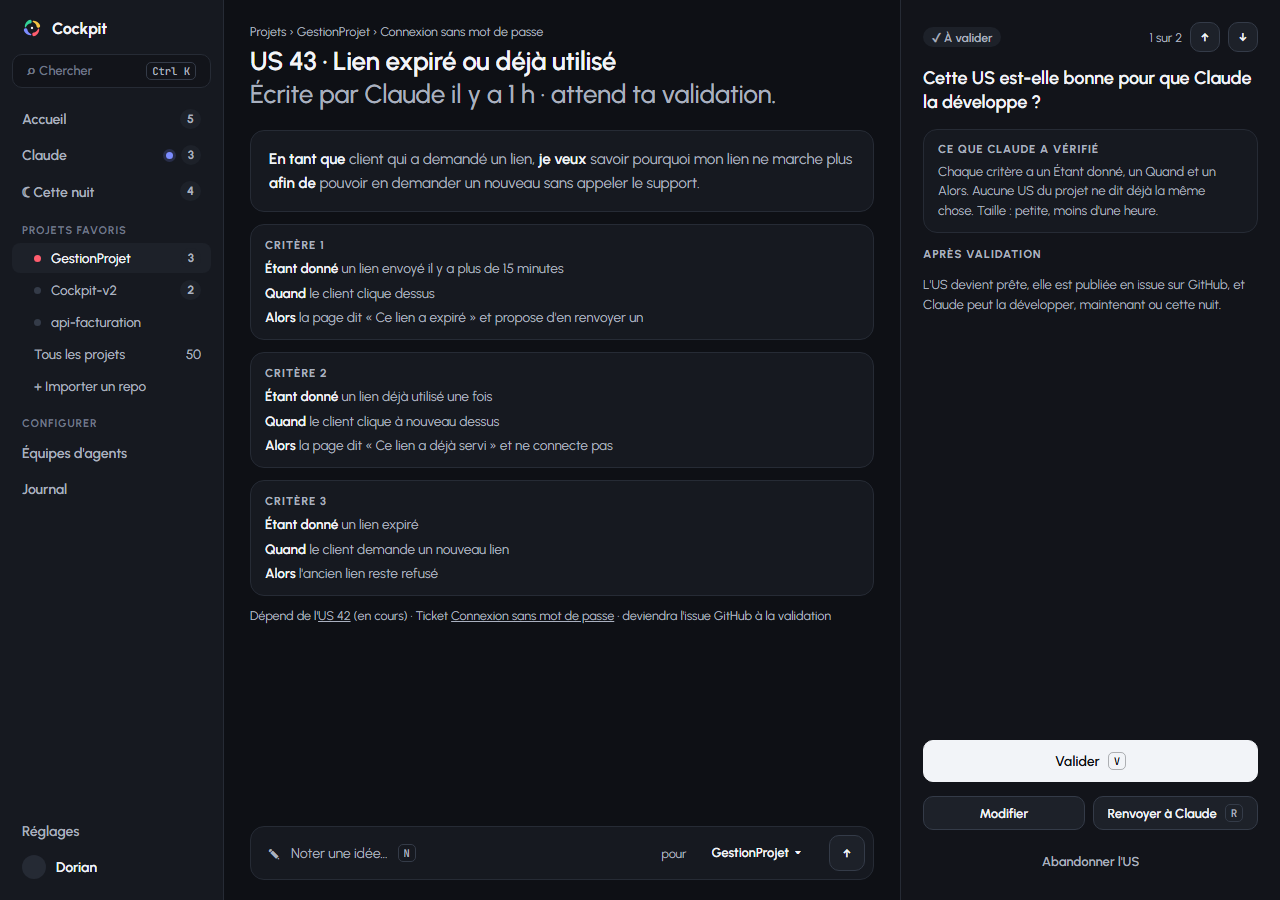 Cockpit
Chercher Ctrl K
Accueil 5
Claude 3
Cette nuit 4
PROJETS FAVORIS
GestionProjet 3
Cockpit-v2 2
api-facturation
Tous les projets 50
+ Importer un repo
CONFIGURER
Équipes d'agents
Journal
Réglages
Dorian
Projets › GestionProjet › Connexion sans mot de passe
US 43 · Lien expiré ou déjà utilisé
Écrite par Claude il y a 1 h · attend ta validation.
En tant que client qui a demandé un lien, je veux savoir pourquoi mon lien ne marche plus
afin de pouvoir en demander un nouveau sans appeler le support.
CRITÈRE 1
Étant donné un lien envoyé il y a plus de 15 minutes
Quand le client clique dessus
Alors la page dit « Ce lien a expiré » et propose d'en renvoyer un
CRITÈRE 2
Étant donné un lien déjà utilisé une fois
Quand le client clique à nouveau dessus
Alors la page dit « Ce lien a déjà servi » et ne connecte pas
CRITÈRE 3
Étant donné un lien expiré
Quand le client demande un nouveau lien
Alors l'ancien lien reste refusé
Dépend de l'US 42 (en cours) · Ticket Connexion sans mot de passe · deviendra l'issue GitHub à la validation
Noter une idée… N pour GestionProjet
✓ À valider 1 sur 2 ↑ ↓
Cette US est-elle bonne pour que Claude
la développe ?
CE QUE CLAUDE A VÉRIFIÉ
Chaque critère a un Étant donné, un Quand et un
Alors. Aucune US du projet ne dit déjà la même
chose. Taille : petite, moins d'une heure.
APRÈS VALIDATION
L'US devient prête, elle est publiée en issue sur GitHub, et
Claude peut la développer, maintenant ou cette nuit.
Valider V
Modifier
Renvoyer à Claude R
Abandonner l'US